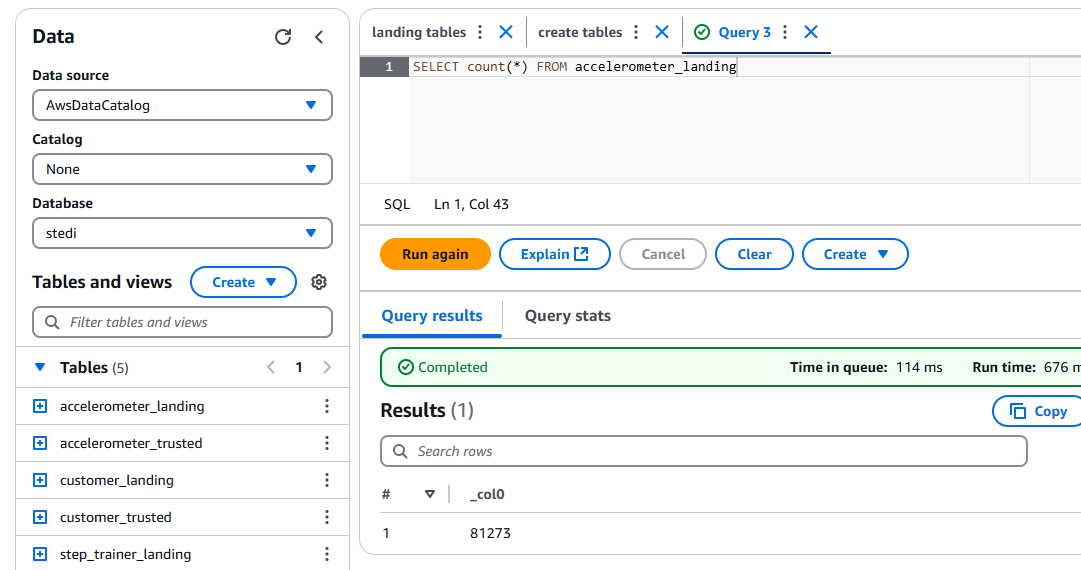 Data
Data source
AwsDataCatalog
Catalog
None
Database
stedi
Tables and views
Create
Filter tables and views
Tables (5)
1
accelerometer_landing
accelerometer_trusted
customer_landing
customer_trusted
step_trainer_landing
landing tables
create tables
Query 3
1 SELECT count(*) FROM accelerometer_landing
SQL Ln 1, Col 43
Run again Explain Cancel Clear Create
Query results Query stats
Completed Time in queue: 114 ms Run time: 676 m
Results (1) Copy
Search rows
# _col0
1 81273